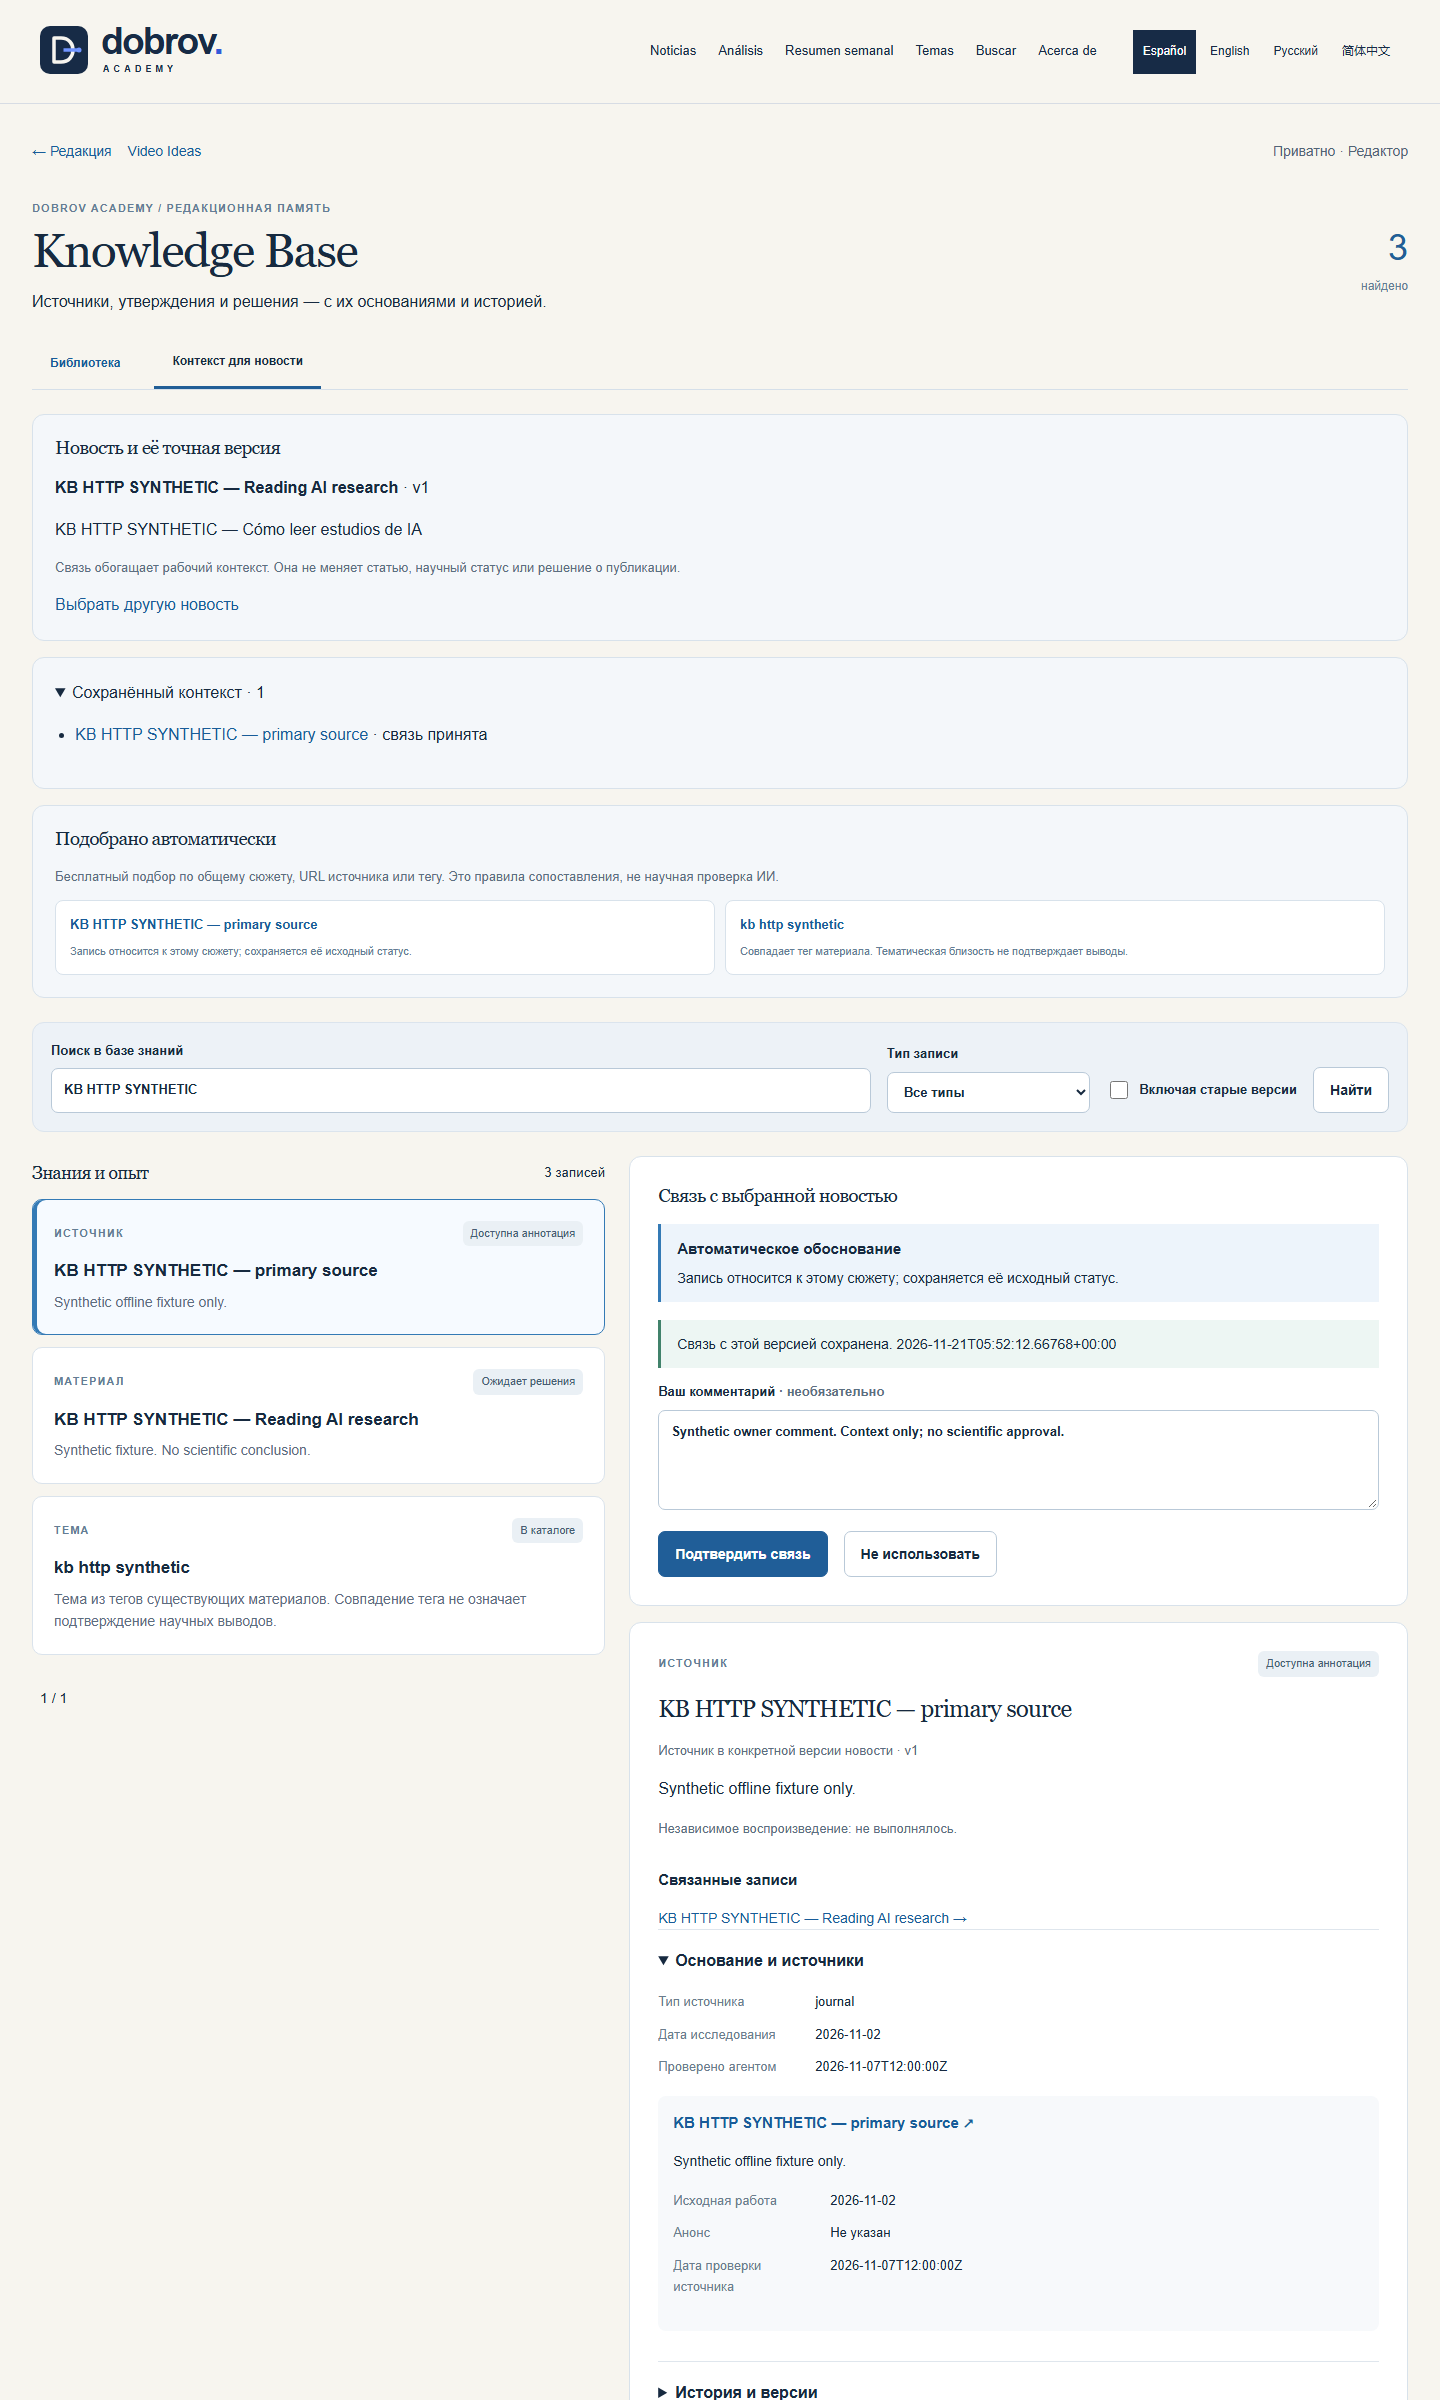 dobrov.
ACADEMY
Noticias Análisis Resumen semanal Temas Buscar Acerca de Español English Русский 简体中文
← Редакция Video Ideas
Приватно · Редактор
DOBROV ACADEMY / РЕДАКЦИОННАЯ ПАМЯТЬ
Knowledge Base
3
найдено
Источники, утверждения и решения — с их основаниями и историей.
Библиотека Контекст для новости
Новость и её точная версия
KB HTTP SYNTHETIC — Reading AI research · v1
KB HTTP SYNTHETIC — Cómo leer estudios de IA
Связь обогащает рабочий контекст. Она не меняет статью, научный статус или решение о публикации.
Выбрать другую новость
▼ Сохранённый контекст · 1
• KB HTTP SYNTHETIC — primary source · связь принята
Подобрано автоматически
Бесплатный подбор по общему сюжету, URL источника или тегу. Это правила сопоставления, не научная проверка ИИ.
KB HTTP SYNTHETIC — primary source
Запись относится к этому сюжету; сохраняется её исходный статус.
kb http synthetic
Совпадает тег материала. Тематическая близость не подтверждает выводы.
Поиск в базе знаний
KB HTTP SYNTHETIC
Тип записи
Все типы
Включая старые версии
Найти
Знания и опыт
3 записей
ИСТОЧНИК
Доступна аннотация
KB HTTP SYNTHETIC — primary source
Synthetic offline fixture only.
МАТЕРИАЛ
Ожидает решения
KB HTTP SYNTHETIC — Reading AI research
Synthetic fixture. No scientific conclusion.
ТЕМА
В каталоге
kb http synthetic
Тема из тегов существующих материалов. Совпадение тега не означает
подтверждение научных выводов.
1 / 1
Связь с выбранной новостью
Автоматическое обоснование
Запись относится к этому сюжету; сохраняется её исходный статус.
Связь с этой версией сохранена. 2026-11-21T05:52:12.66768+00:00
Ваш комментарий · необязательно
Synthetic owner comment. Context only; no scientific approval.
Подтвердить связь
Не использовать
ИСТОЧНИК
Доступна аннотация
KB HTTP SYNTHETIC — primary source
Источник в конкретной версии новости · v1
Synthetic offline fixture only.
Независимое воспроизведение: не выполнялось.
Связанные записи
KB HTTP SYNTHETIC — Reading AI research →
▼ Основание и источники
Тип источника journal
Дата исследования 2026-11-02
Проверено агентом 2026-11-07T12:00:00Z
KB HTTP SYNTHETIC — primary source ↗
Synthetic offline fixture only.
Исходная работа 2026-11-02
Анонс Не указан
Дата проверки 2026-11-07T12:00:00Z
источника
▶ История и версии